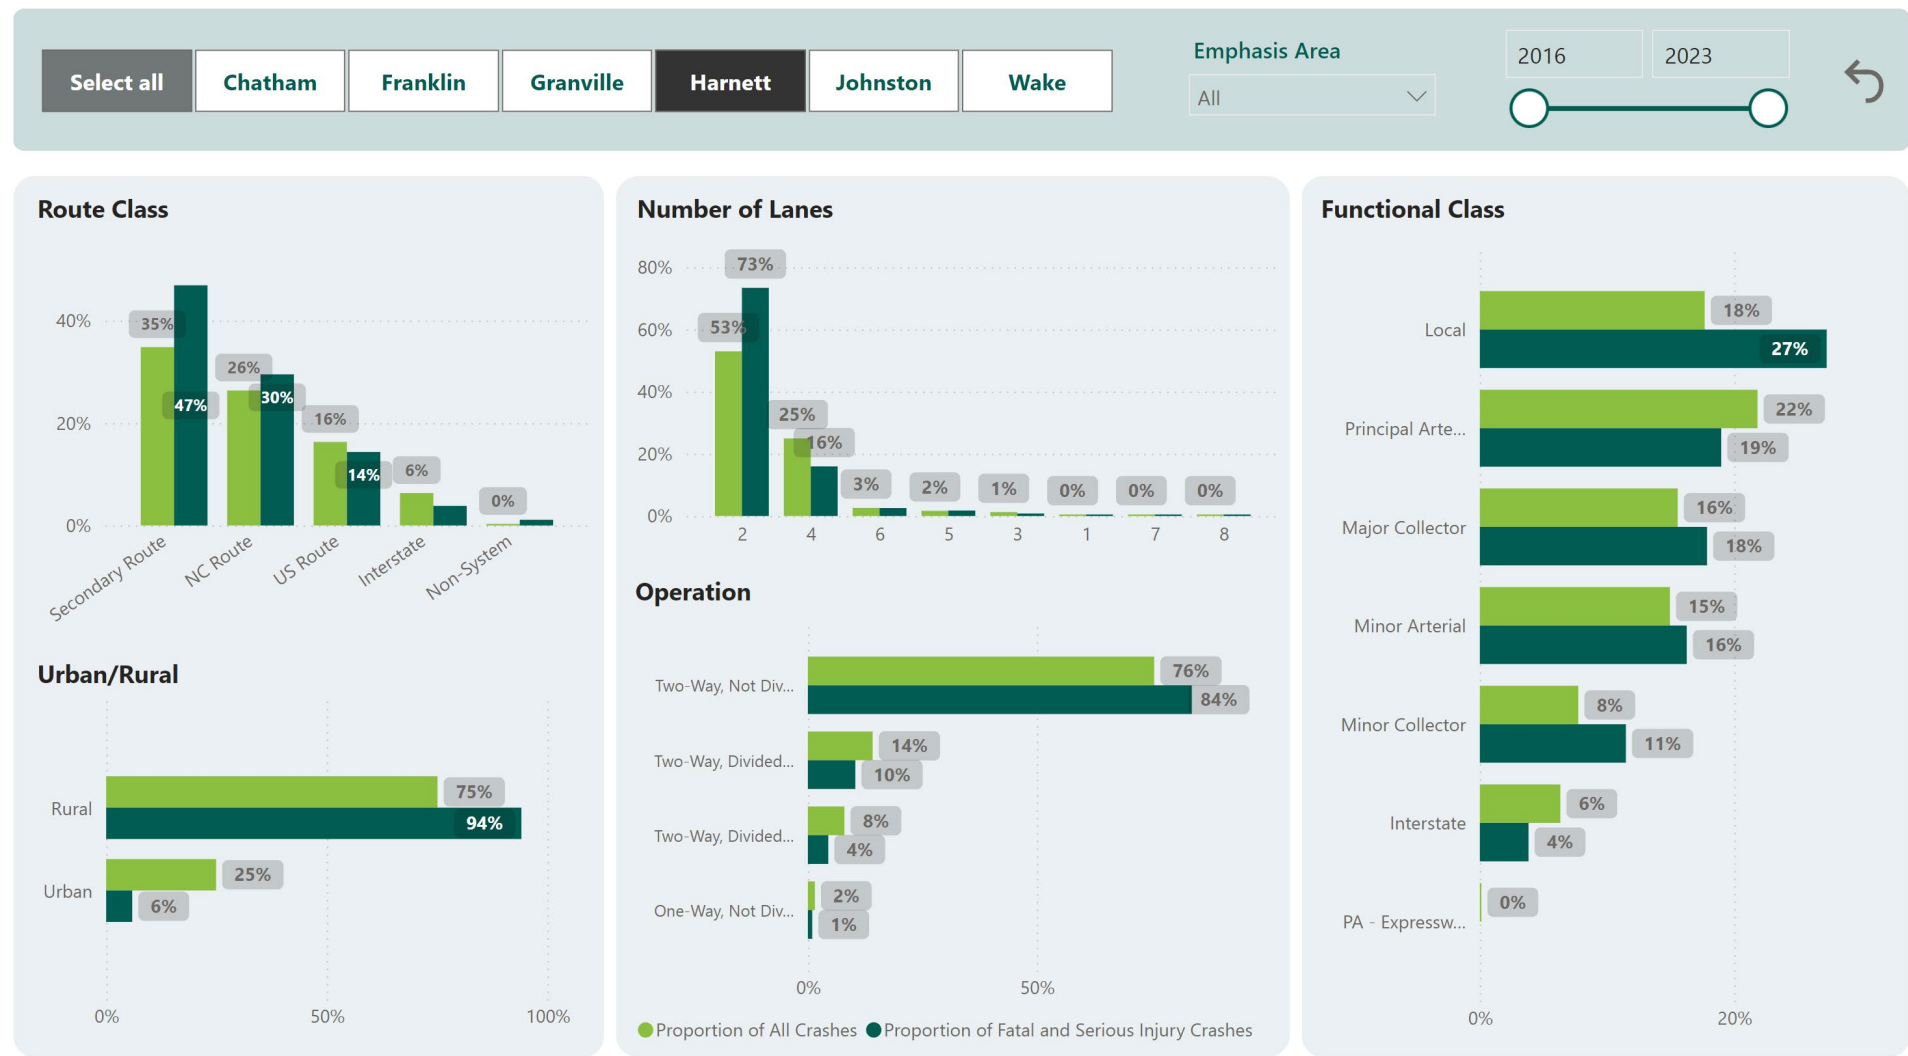 Select all
Chatham
Franklin
Granville
Harnett
Johnston
Wake
Emphasis Area
All
2016
2023
Route Class
40%
20%
0%
35%
47%
26%
30%
16%
14%
6%
0%
Secondary Route
NC Route
US Route
Interstate
Non-System
Urban/Rural
Rural
75%
94%
Urban
25%
6%
0%
50%
100%
Number of Lanes
80%
60%
40%
20%
0%
73%
53%
25%
16%
3%
2%
1%
0%
0%
0%
2
4
6
5
3
1
7
8
Operation
Two-Way, Not Div...
76%
84%
Two-Way, Divided...
14%
10%
Two-Way, Divided...
8%
4%
One-Way, Not Div...
2%
1%
0%
50%
Proportion of All Crashes
Proportion of Fatal and Serious Injury Crashes
Functional Class
Local
18%
27%
Principal Arte...
22%
19%
Major Collector
16%
18%
Minor Arterial
15%
16%
Minor Collector
8%
11%
Interstate
6%
4%
PA - Expressw...
0%
0%
20%